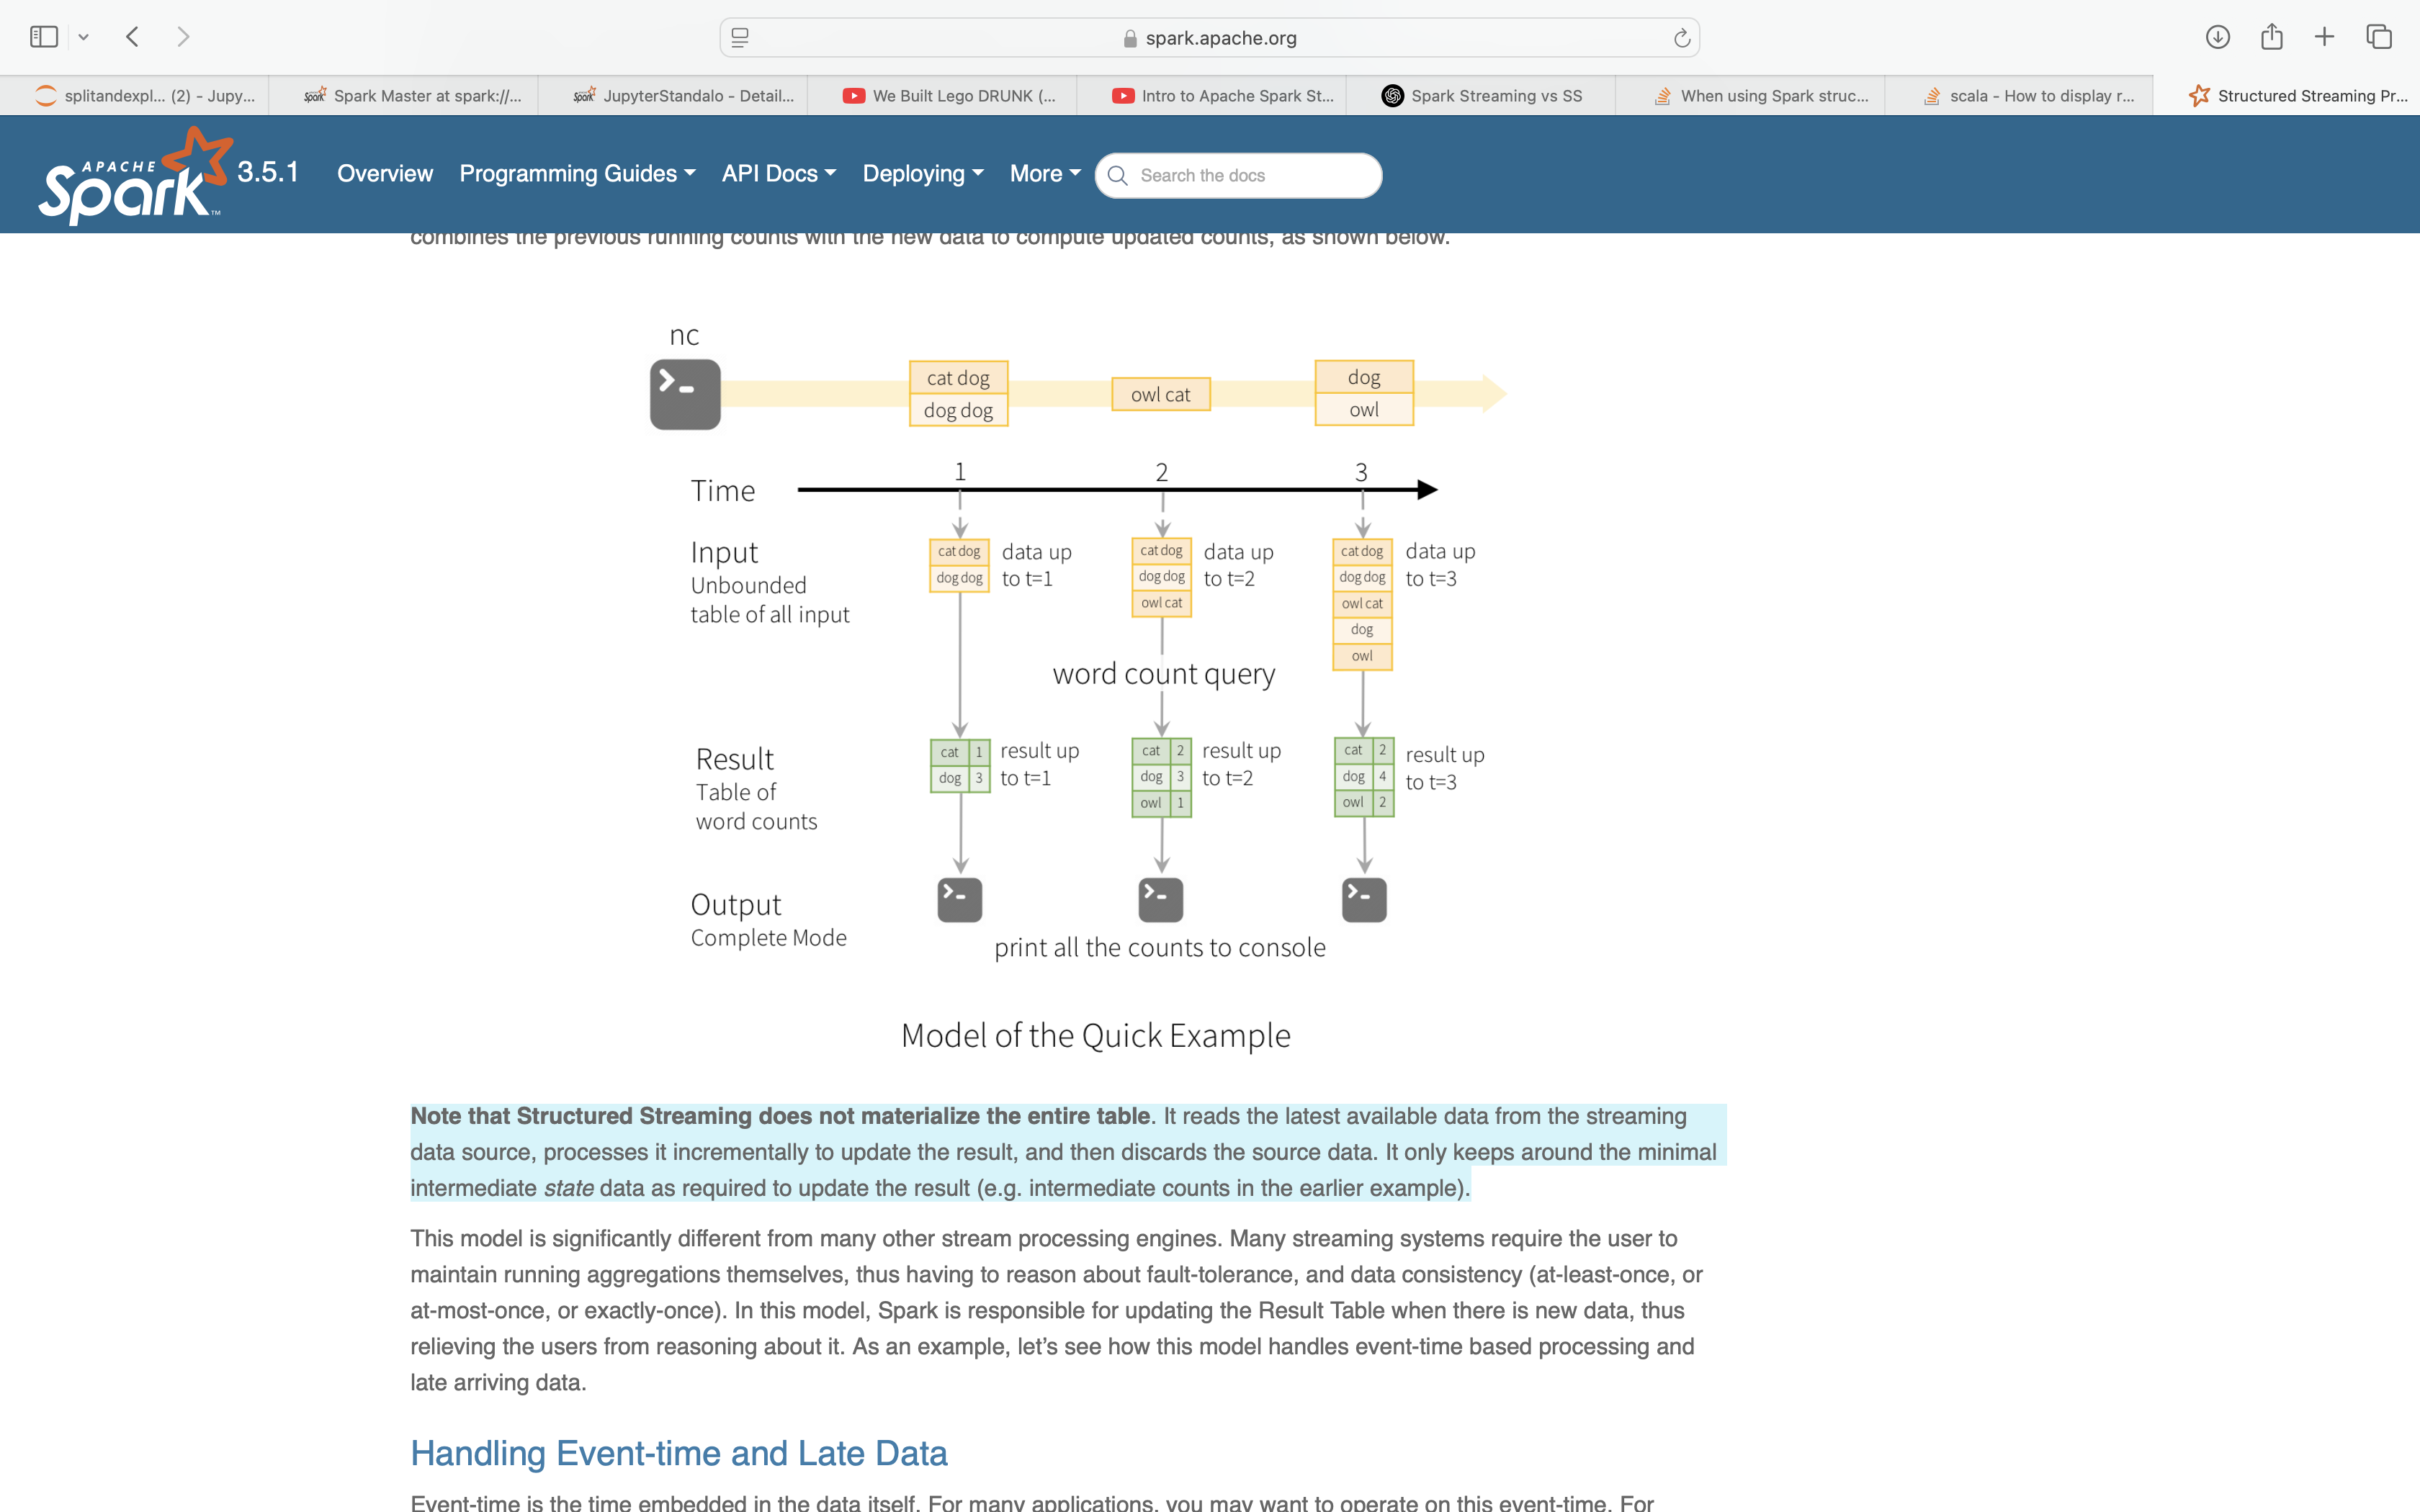 spark.apache.org
splitandexpl... (2) - Jupy...
Spark Master at spark://...
JupyterStandalo - Detail...
We Built Lego DRUNK (...
Intro to Apache Spark St...
Spark Streaming vs SS
When using Spark struc...
scala - How to display r...
Structured Streaming Pr...
APACHE
Spark™ 3.5.1
Overview
Programming Guides
API Docs
Deploying
More
Search the docs
combines the previous running counts with the new data to compute updated counts, as shown below.
nc
cat dog
dog dog
owl cat
dog
owl
Time
1
2
3
Input
Unbounded
table of all input
cat dog
dog dog
data up
to t=1
cat dog
dog dog
owl cat
data up
to t=2
cat dog
dog dog
owl cat
dog
owl
data up
to t=3
word count query
Result
Table of
word counts
cat 1
dog 3
result up
to t=1
cat 2
dog 3
owl 1
result up
to t=2
cat 2
dog 4
owl 2
result up
to t=3
Output
Complete Mode
print all the counts to console
Model of the Quick Example
Note that Structured Streaming does not materialize the entire table. It reads the latest available data from the streaming
data source, processes it incrementally to update the result, and then discards the source data. It only keeps around the minimal
intermediate state data as required to update the result (e.g. intermediate counts in the earlier example).
This model is significantly different from many other stream processing engines. Many streaming systems require the user to
maintain running aggregations themselves, thus having to reason about fault-tolerance, and data consistency (at-least-once, or
at-most-once, or exactly-once). In this model, Spark is responsible for updating the Result Table when there is new data, thus
relieving the users from reasoning about it. As an example, let’s see how this model handles event-time based processing and
late arriving data.
Handling Event-time and Late Data
Event-time is the time embedded in the data itself. For many applications, you may want to operate on this event-time. For